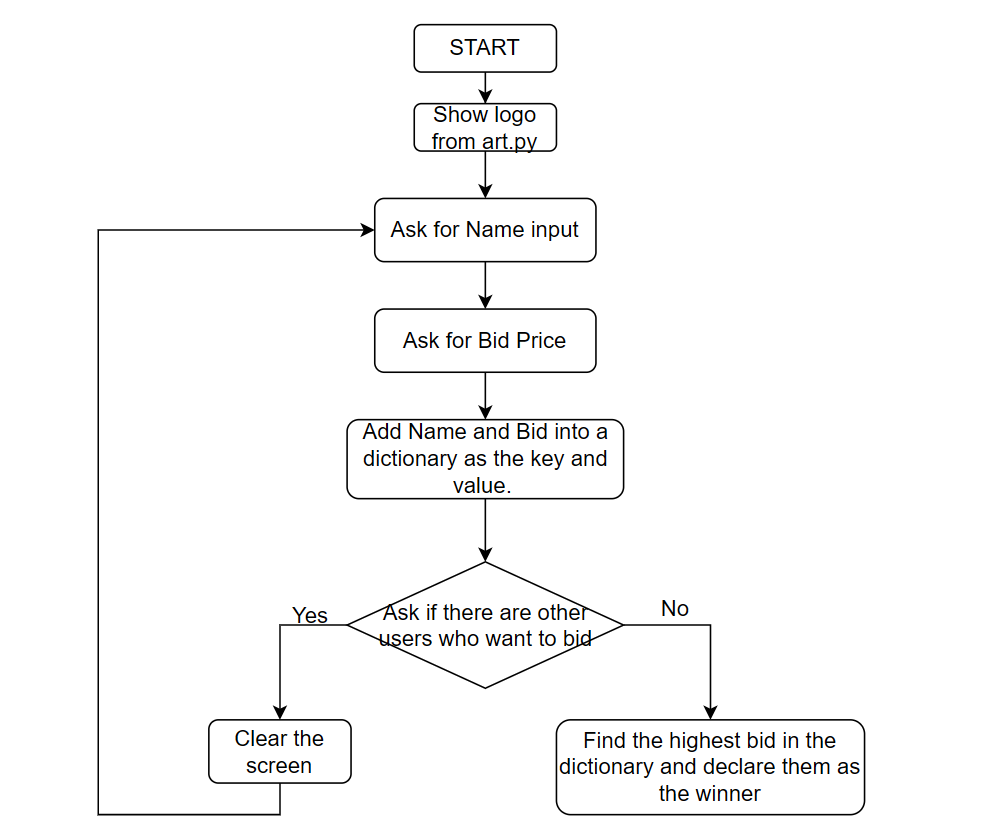 START
Show logo
from art.py
Ask for Name input
Ask for Bid Price
Add Name and Bid into a
dictionary as the key and
value.
Ask if there are other
users who want to bid
Yes
No
Clear the
screen
Find the highest bid in the
dictionary and declare them as
the winner